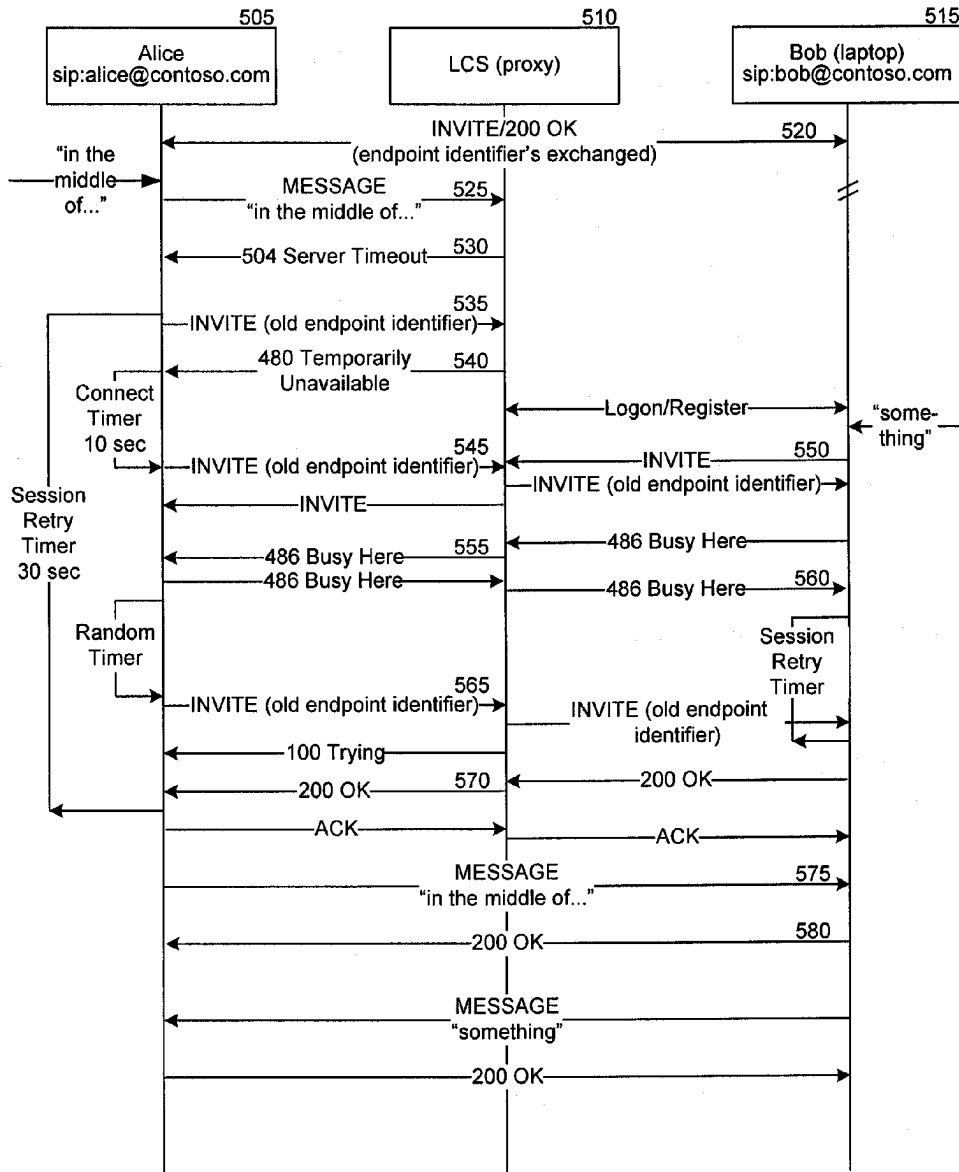 505
510
515
Alice
sip:alice@contoso.com
LCS (proxy)
Bob (laptop)
sip:bob@contoso.com
INVITE/200 OK
520
(endpoint identifier's exchanged)
"in the
middle
of..."
MESSAGE
525
"in the middle of..."
504 Server Timeout
530
535
INVITE (old endpoint identifier)
480 Temporarily
540
Unavailable
Connect
Timer
10 sec
Logon/Register
"some-
thing"
545
INVITE (old endpoint identifier)
INVITE
550
INVITE (old endpoint identifier)
INVITE
Session
Retry
Timer
30 sec
486 Busy Here
486 Busy Here
555
486 Busy Here
486 Busy Here
560
Random
Timer
Session
Retry
Timer
565
INVITE (old endpoint identifier)
INVITE (old endpoint
identifier)
100 Trying
200 OK
200 OK
570
ACK
ACK
MESSAGE
575
"in the middle of..."
200 OK
580
MESSAGE
"something"
200 OK